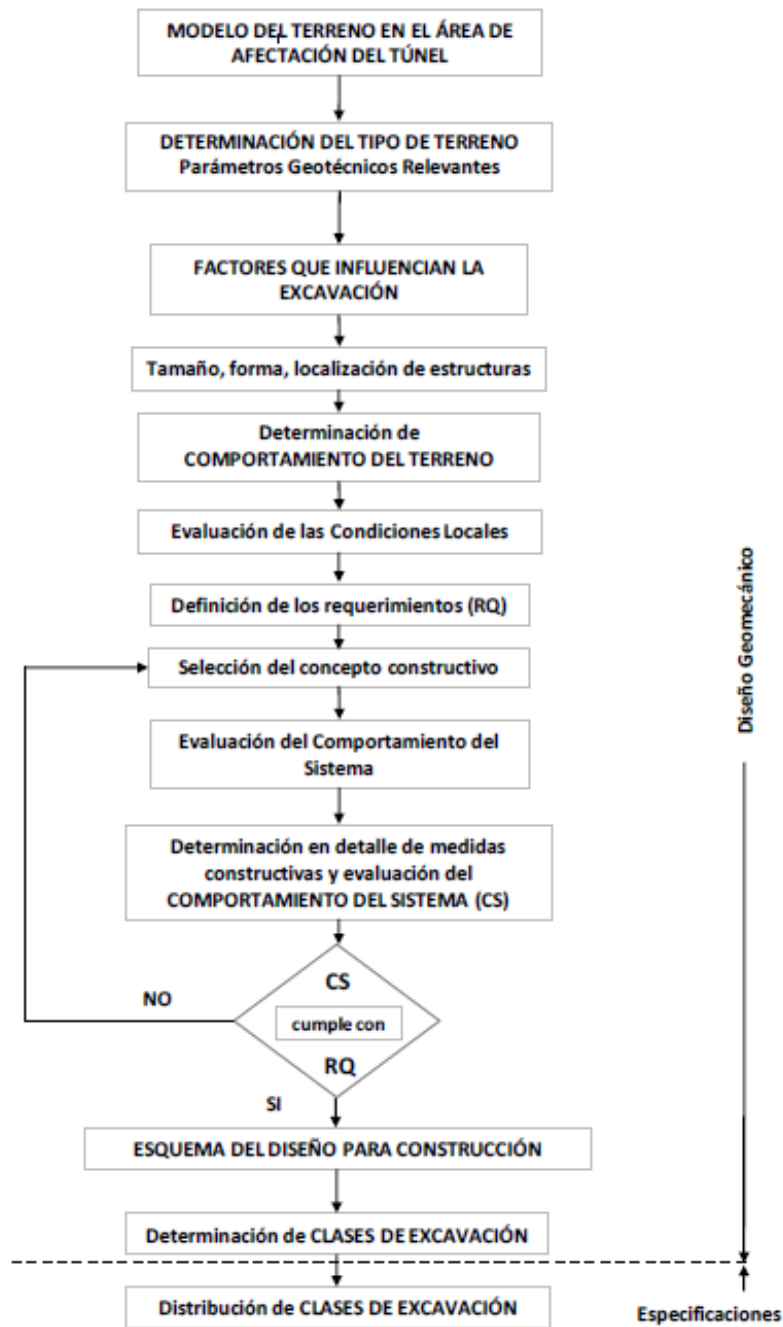 MODELO DEL TERRENO EN EL ÁREA DE
AFECTACIÓN DEL TÚNEL
DETERMINACIÓN DEL TIPO DE TERRENO
Parámetros Geotécnicos Relevantes
FACTORES QUE INFLUENCIAN LA
EXCAVACIÓN
Tamaño, forma, localización de estructuras
Determinación de
COMPORTAMIENTO DEL TERRENO
Evaluación de las Condiciones Locales
Definición de los requerimientos (RQ)
Selección del concepto constructivo
Evaluación del Comportamiento del
Sistema
Determinación en detalle de medidas
constructivas y evaluación del
COMPORTAMIENTO DEL SISTEMA (CS)
CS
NO
cumple con
RQ
SI
ESQUEMA DEL DISEÑO PARA CONSTRUCCIÓN
Determinación de CLASES DE EXCAVACIÓN
Distribución de CLASES DE EXCAVACIÓN
Diseño Geomecánico
Especificaciones